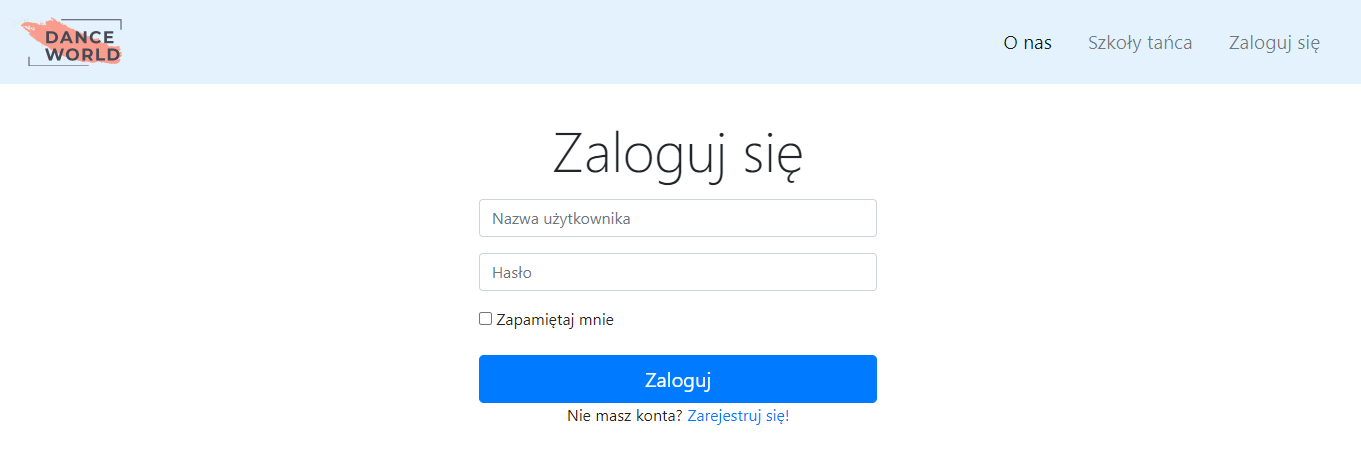 DANCE
WORLD
O nas Szkoły tańca Zaloguj się
Zaloguj się
Nazwa użytkownika
Hasło
Zapamiętaj mnie
Zaloguj
Nie masz konta? Zarejestruj się!